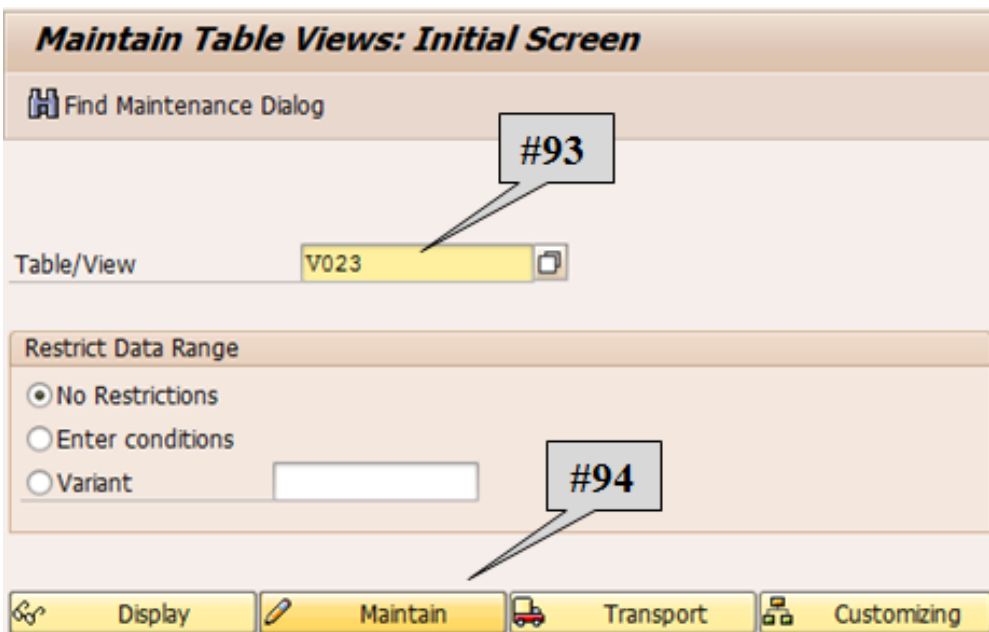 Maintain Table Views: Initial Screen
Find Maintenance Dialog
#93
Table/View V023
Restrict Data Range
No Restrictions
Enter conditions
Variant
#94
Display Maintain Transport Customizing